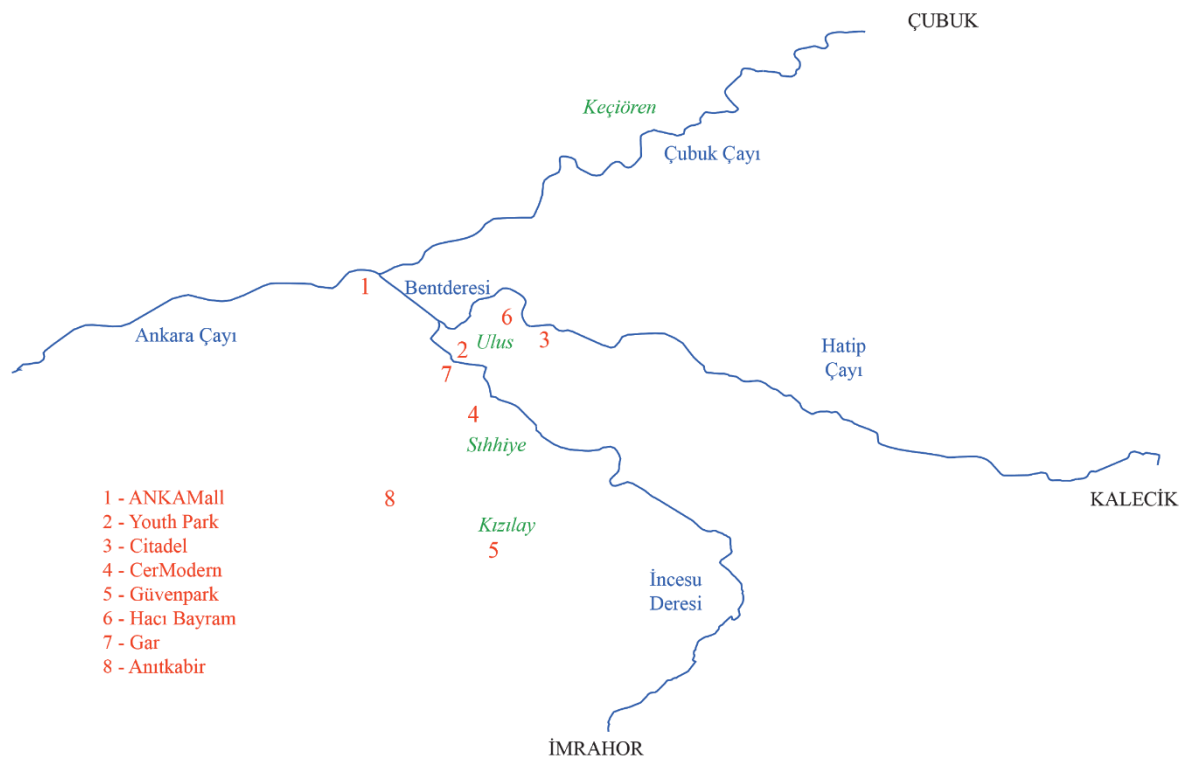 ÇUBUK
Keçiören
Çubuk Çayı
1
Bentderesi
6
Ankara Çayı
2
Ulus
3
Hatip
Çayı
7
4
Sıhhiye
8
KALECİK
Kızılay
5
1 - ANKAMall
2 - Youth Park
3 - Citadel
4 - CerModern
5 - Güvenpark
6 - Hacı Bayram
7 - Gar
8 - Anıtkabir
İncesu
Deresi
İMRAHOR